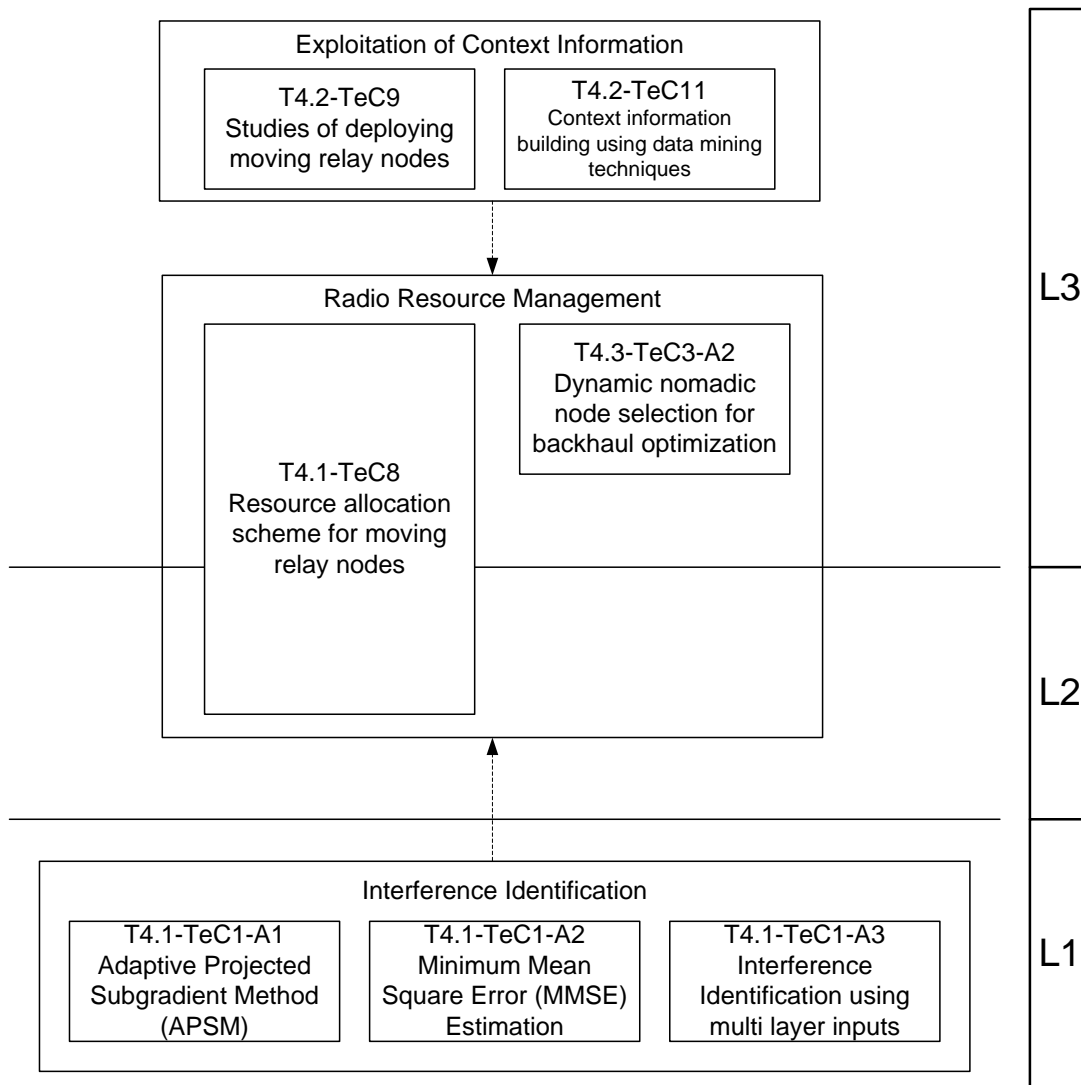 Exploitation of Context Information
T4.2-TeC9
Studies of deploying
moving relay nodes
T4.2-TeC11
Context information
building using data mining
techniques
L3
Radio Resource Management
T4.1-TeC8
Resource allocation
scheme for moving
relay nodes
T4.3-TeC3-A2
Dynamic nomadic
node selection for
backhaul optimization
L2
Interference Identification
T4.1-TeC1-A1
Adaptive Projected
Subgradient Method
(APSM)
T4.1-TeC1-A2
Minimum Mean
Square Error (MMSE)
Estimation
T4.1-TeC1-A3
Interference
Identification using
multi layer inputs
L1